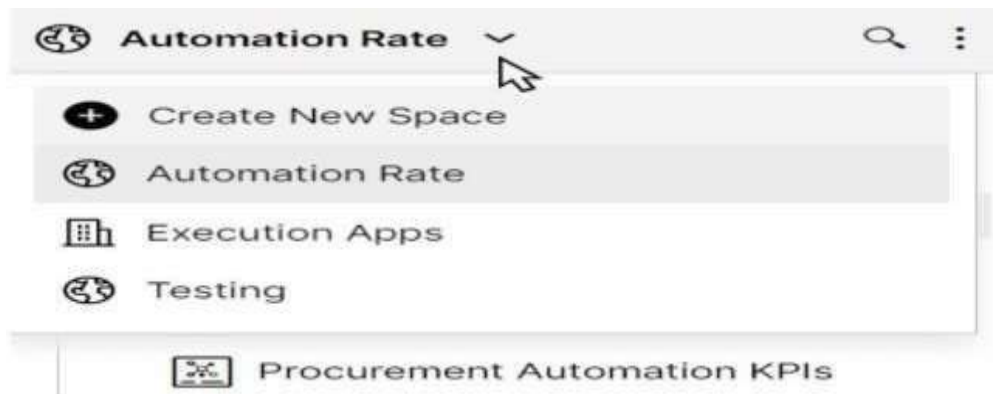 Automation Rate
Create New Space
Automation Rate
Execution Apps
Testing
Procurement Automation KPIs